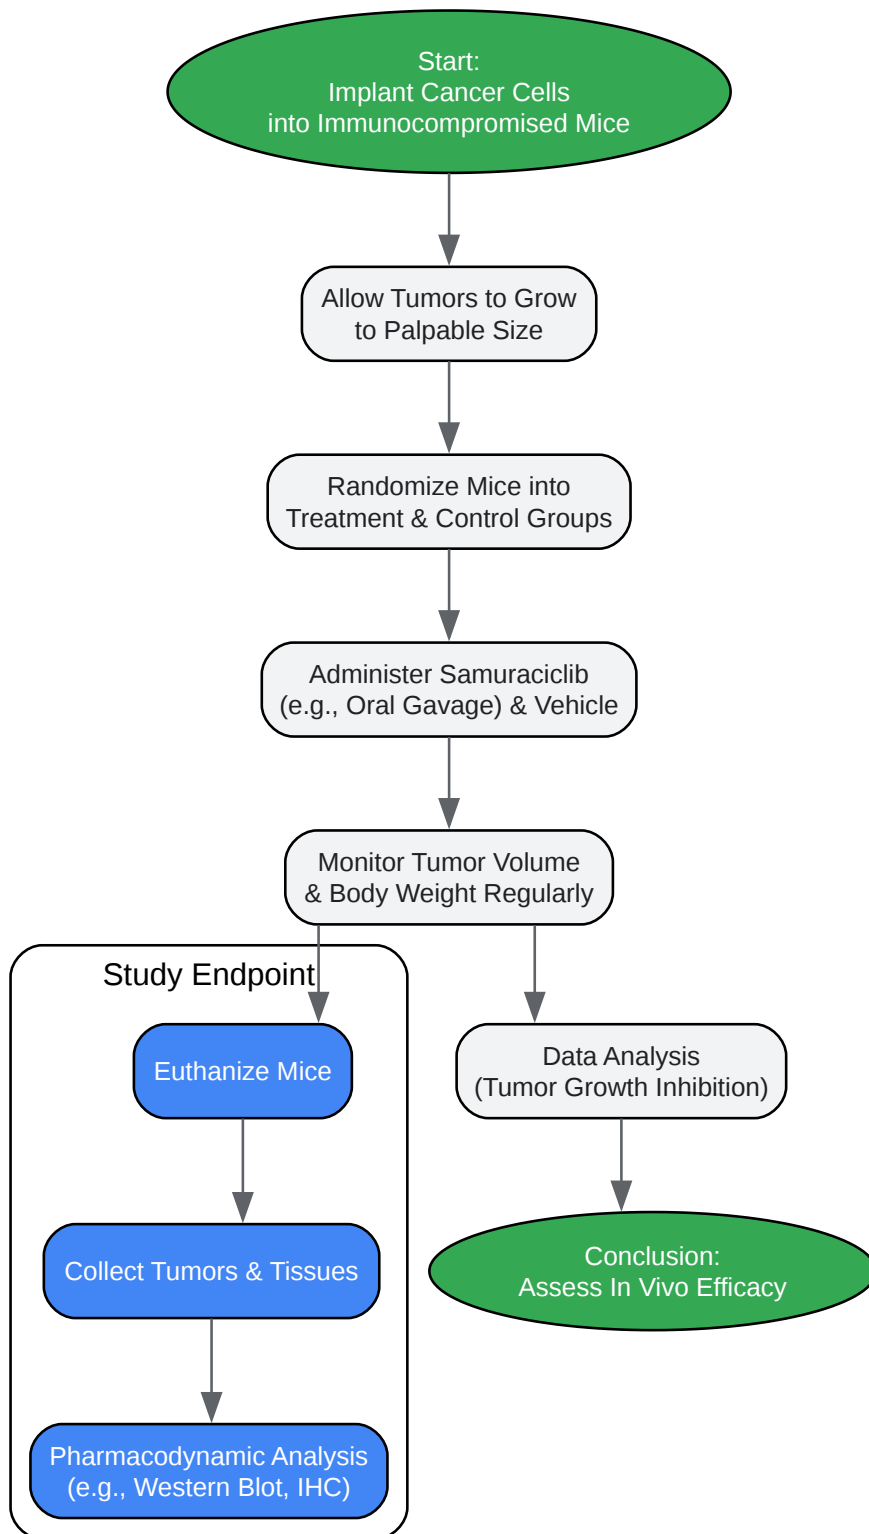 Start:
Implant Cancer Cells
into Immunocompromised Mice
Allow Tumors to Grow
to Palpable Size
Randomize Mice into
Treatment & Control Groups
Administer Samuraciclib
(e.g., Oral Gavage) & Vehicle
Monitor Tumor Volume
& Body Weight Regularly
Study Endpoint
Euthanize Mice
Collect Tumors & Tissues
Pharmacodynamic Analysis
(e.g., Western Blot, IHC)
Data Analysis
(Tumor Growth Inhibition)
Conclusion:
Assess In Vivo Efficacy